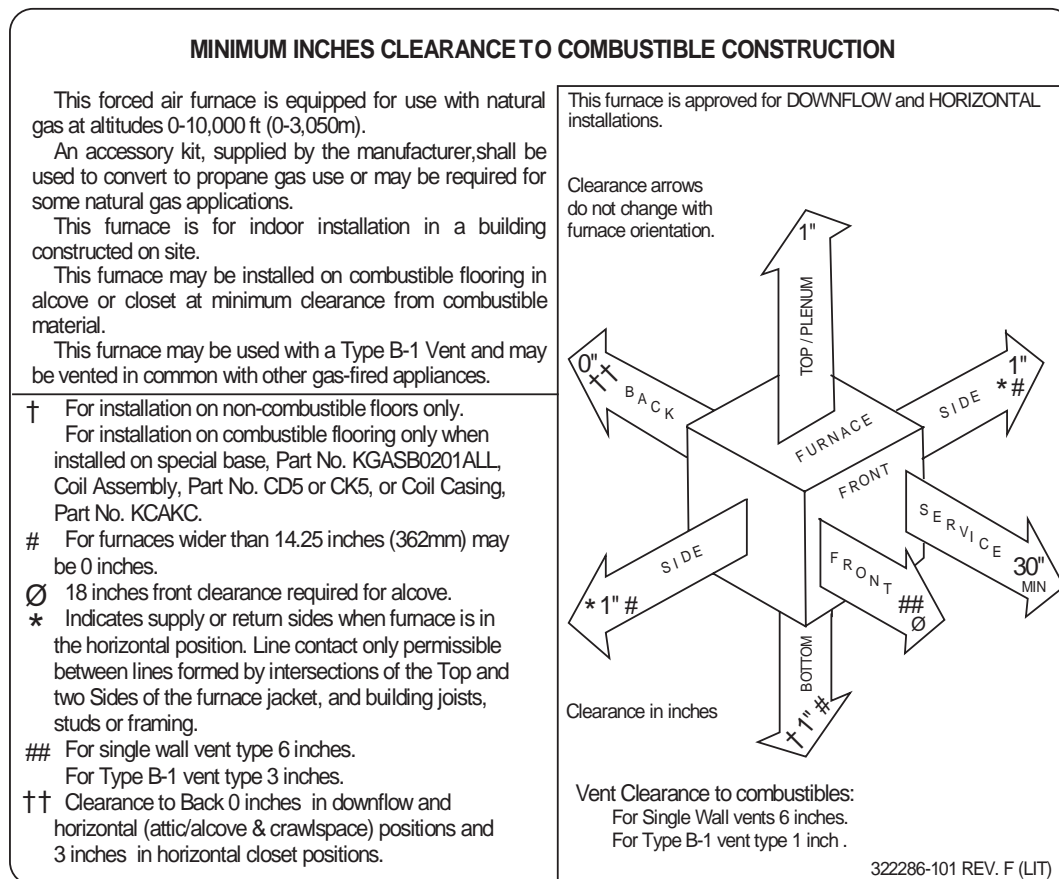 MINIMUM INCHES CLEARANCE TO COMBUSTIBLE CONSTRUCTION
This forced air furnace is equipped for use with natural
gas at altitudes 0-10,000 ft (0-3,050m).
An accessory kit, supplied by the manufacturer,shall be
used to convert to propane gas use or may be required for
some natural gas applications.
This furnace is for indoor installation in a building
constructed on site.
This furnace may be installed on combustible flooring in
alcove or closet at minimum clearance from combustible
material.
This furnace may be used with a Type B-1 Vent and may
be vented in common with other gas-fired appliances.
† For installation on non-combustible floors only.
For installation on combustible flooring only when
installed on special base, Part No. KGASB0201ALL,
Coil Assembly, Part No. CD5 or CK5, or Coil Casing,
Part No. KCAKC.
# For furnaces wider than 14.25 inches (362mm) may
be 0 inches.
Ø 18 inches front clearance required for alcove.
* Indicates supply or return sides when furnace is in
the horizontal position. Line contact only permissible
between lines formed by intersections of the Top and
two Sides of the furnace jacket, and building joists,
studs or framing.
## For single wall vent type 6 inches.
For Type B-1 vent type 3 inches.
†† Clearance to Back 0 inches in downflow and
horizontal (attic/alcove & crawlspace) positions and
3 inches in horizontal closet positions.
This furnace is approved for DOWNFLOW and HORIZONTAL
installations.
Clearance arrows
do not change with
furnace orientation.
1"
TOP / PLENUM
0"
††
BACK
1"
* #
SIDE
FURNACE
FRONT
SERVICE
30"
MIN
SIDE
* 1" #
FRONT
##
Ø
BOTTOM
† 1" #
Clearance in inches
Vent Clearance to combustibles:
For Single Wall vents 6 inches.
For Type B-1 vent type 1 inch .
322286-101 REV. F (LIT)